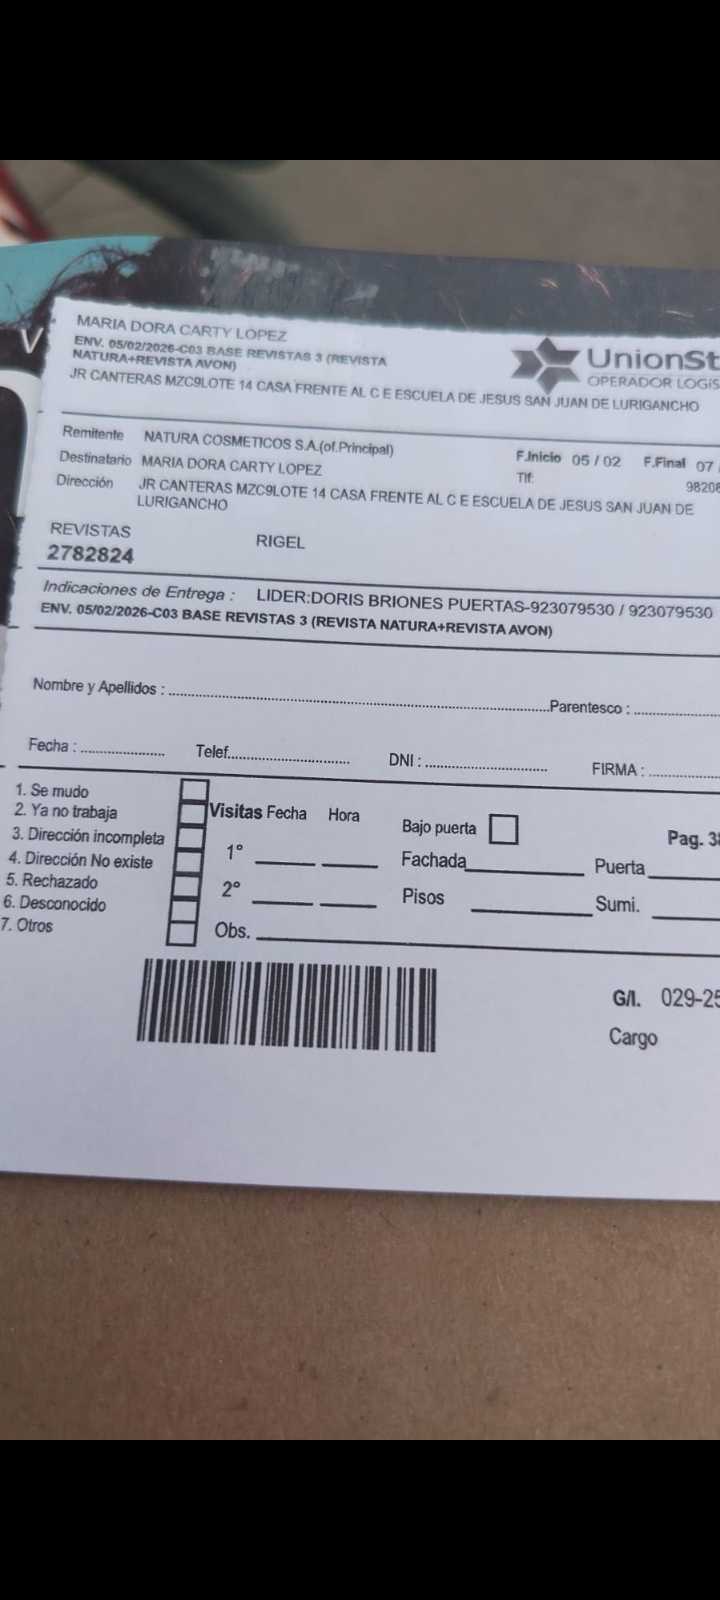 MARIA DORA CARTY LOPEZ
ENV. 05/02/2026-C03 BASE REVISTAS 3 (REVISTA
NATURA+REVISTA AVON)
JR CANTERAS MZC9LOTE 14 CASA FRENTE AL C E ESCUELA DE JESUS SAN JUAN DE LURIGANCHO
UnionSt
OPERADOR LOGIS
Remitente NATURA COSMETICOS S.A.(of.Principal)
F.Inicio 05 / 02 F.Final 07 /
Destinatario MARIA DORA CARTY LOPEZ
Tlf: 98206
Dirección JR CANTERAS MZC9LOTE 14 CASA FRENTE AL C E ESCUELA DE JESUS SAN JUAN DE
LURIGANCHO
REVISTAS RIGEL
2782824
Indicaciones de Entrega : LIDER:DORIS BRIONES PUERTAS-923079530 / 923079530
ENV. 05/02/2026-C03 BASE REVISTAS 3 (REVISTA NATURA+REVISTA AVON)
Nombre y Apellidos : Parentesco :
Fecha : Telef. DNI : FIRMA :
1. Se mudo
2. Ya no trabaja
3. Dirección incompleta
4. Dirección No existe
5. Rechazado
6. Desconocido
7. Otros
Visitas Fecha Hora
1°
2°
Obs.
Bajo puerta
Fachada Puerta
Pisos Sumi.
Pag. 38
G/I. 029-25
Cargo